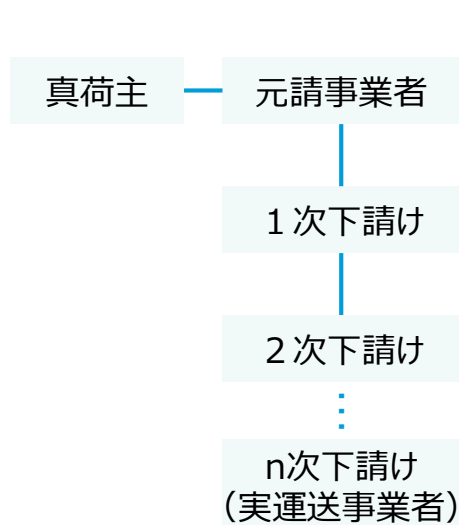 真荷主
元請事業者
１次下請け
２次下請け
n次下請け
（実運送事業者）